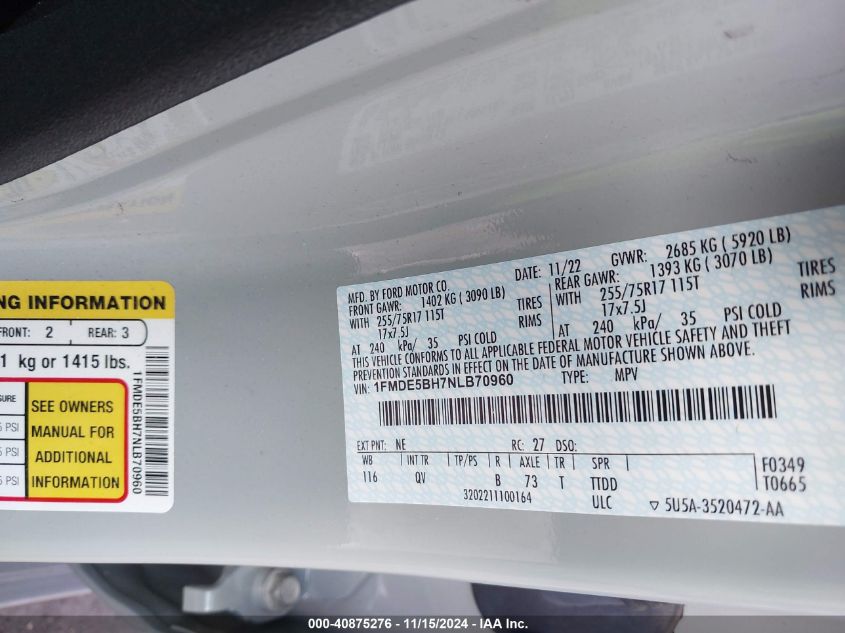 NG INFORMATION
FRONT: 2 REAR: 3
1 kg or 1415 lbs.
SURE
PSI
PSI
PSI
SEE OWNERS
MANUAL FOR
ADDITIONAL
INFORMATION
1FMDE5BH7NLB70960
MFD. BY FORD MOTOR CO.
DATE: 11/22 GVWR: 2685 KG ( 5920 LB)
FRONT GAWR: 1402 KG ( 3090 LB)
REAR GAWR: 1393 KG ( 3070 LB)
WITH 255/75R17 115T TIRES
WITH 255/75R17 115T TIRES
17x7.5J RIMS
17x7.5J RIMS
AT 240 kPa/ 35 PSI COLD
AT 240 kPa/ 35 PSI COLD
THIS VEHICLE CONFORMS TO ALL APPLICABLE FEDERAL MOTOR VEHICLE SAFETY AND THEFT
PREVENTION STANDARDS IN EFFECT ON THE DATE OF MANUFACTURE SHOWN ABOVE.
VIN: 1FMDE5BH7NLB70960 TYPE: MPV
EXT PNT: NE RC: 27 DSO:
WB INT TR TP/PS R AXLE TR SPR
116 QV B 73 T TTDD
3202211100164 ULC
F0349
T0665
5U5A-3520472-AA
000-40875276 - 11/15/2024 - IAA Inc.